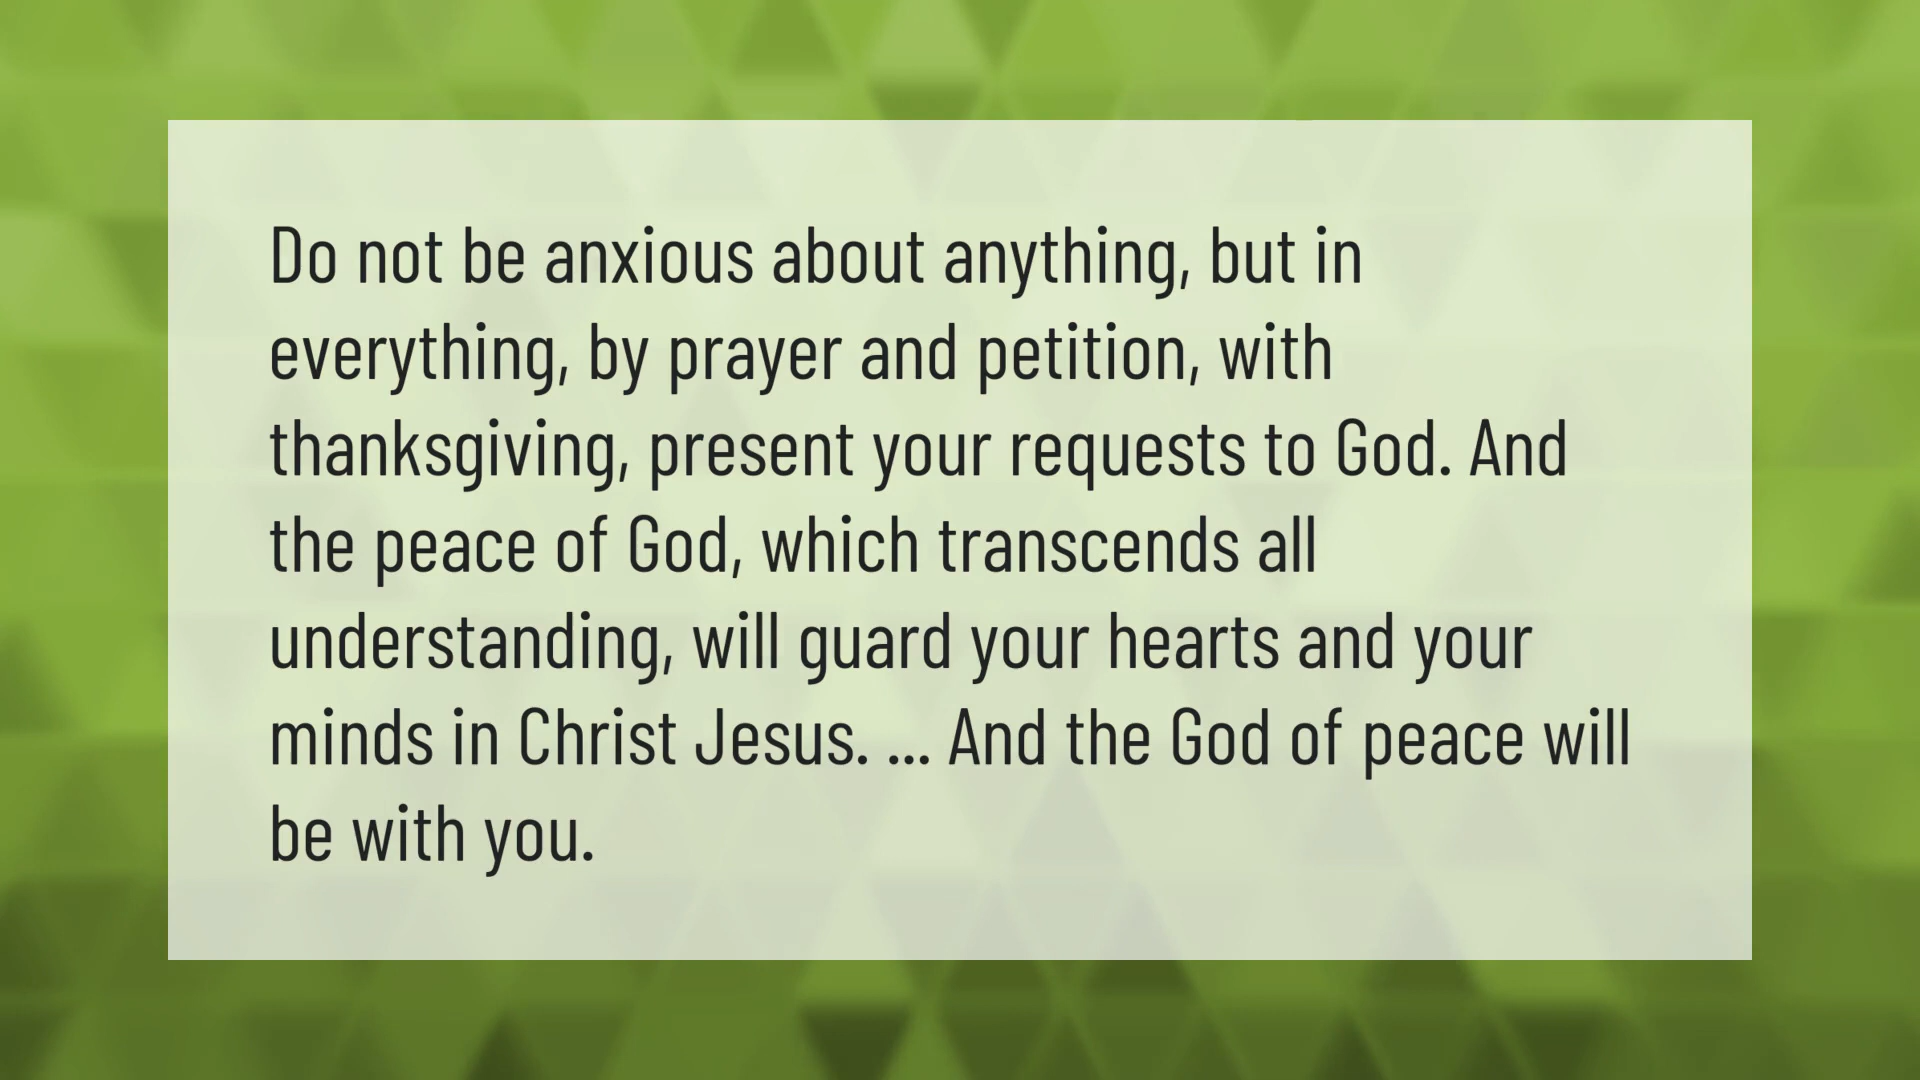 Do not be anxious about anything, but in
everything, by prayer and petition, with
thanksgiving, present your requests to God. And
the peace of God, which transcends all
understanding, will guard your hearts and your
minds in Christ Jesus. ... And the God of peace will
be with you.